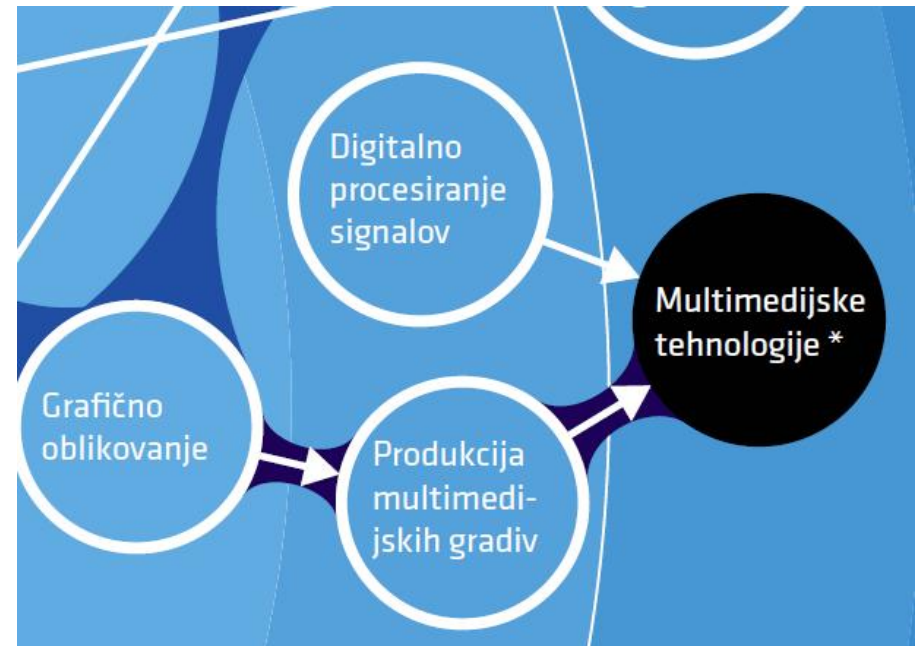 Digitalno
procesiranje
signalov
Multimedijske
tehnologije *
Grafično
oblikovanje
Produkcija
multimedi-
jskih gradiv